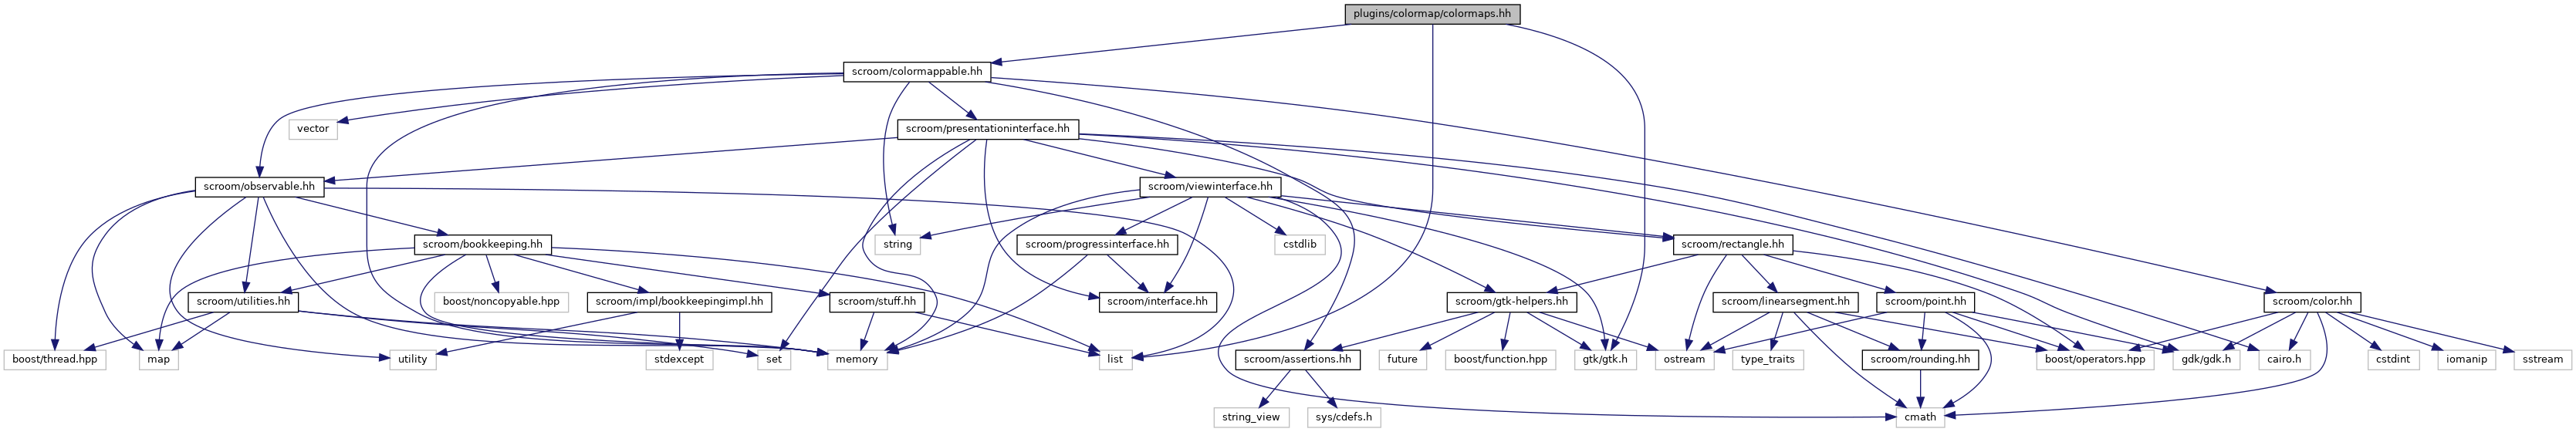 plugins/colormap/colormaps.hh
scroom/colormappable.hh
vector
scroom/presentationinterface.hh
scroom/observable.hh
scroom/viewinterface.hh
scroom/bookkeeping.hh
string
scroom/progressinterface.hh
cstdlib
scroom/rectangle.hh
scroom/utilities.hh
boost/noncopyable.hpp
scroom/impl/bookkeepingimpl.hh
scroom/stuff.hh
scroom/interface.hh
scroom/gtk-helpers.hh
scroom/linearsegment.hh
scroom/point.hh
scroom/color.hh
boost/thread.hpp
map
utility
stdexcept
set
memory
list
scroom/assertions.hh
future
boost/function.hpp
gtk/gtk.h
ostream
type_traits
scroom/rounding.hh
boost/operators.hpp
gdk/gdk.h
cairo.h
cstdint
iomanip
sstream
string_view
sys/cdefs.h
cmath